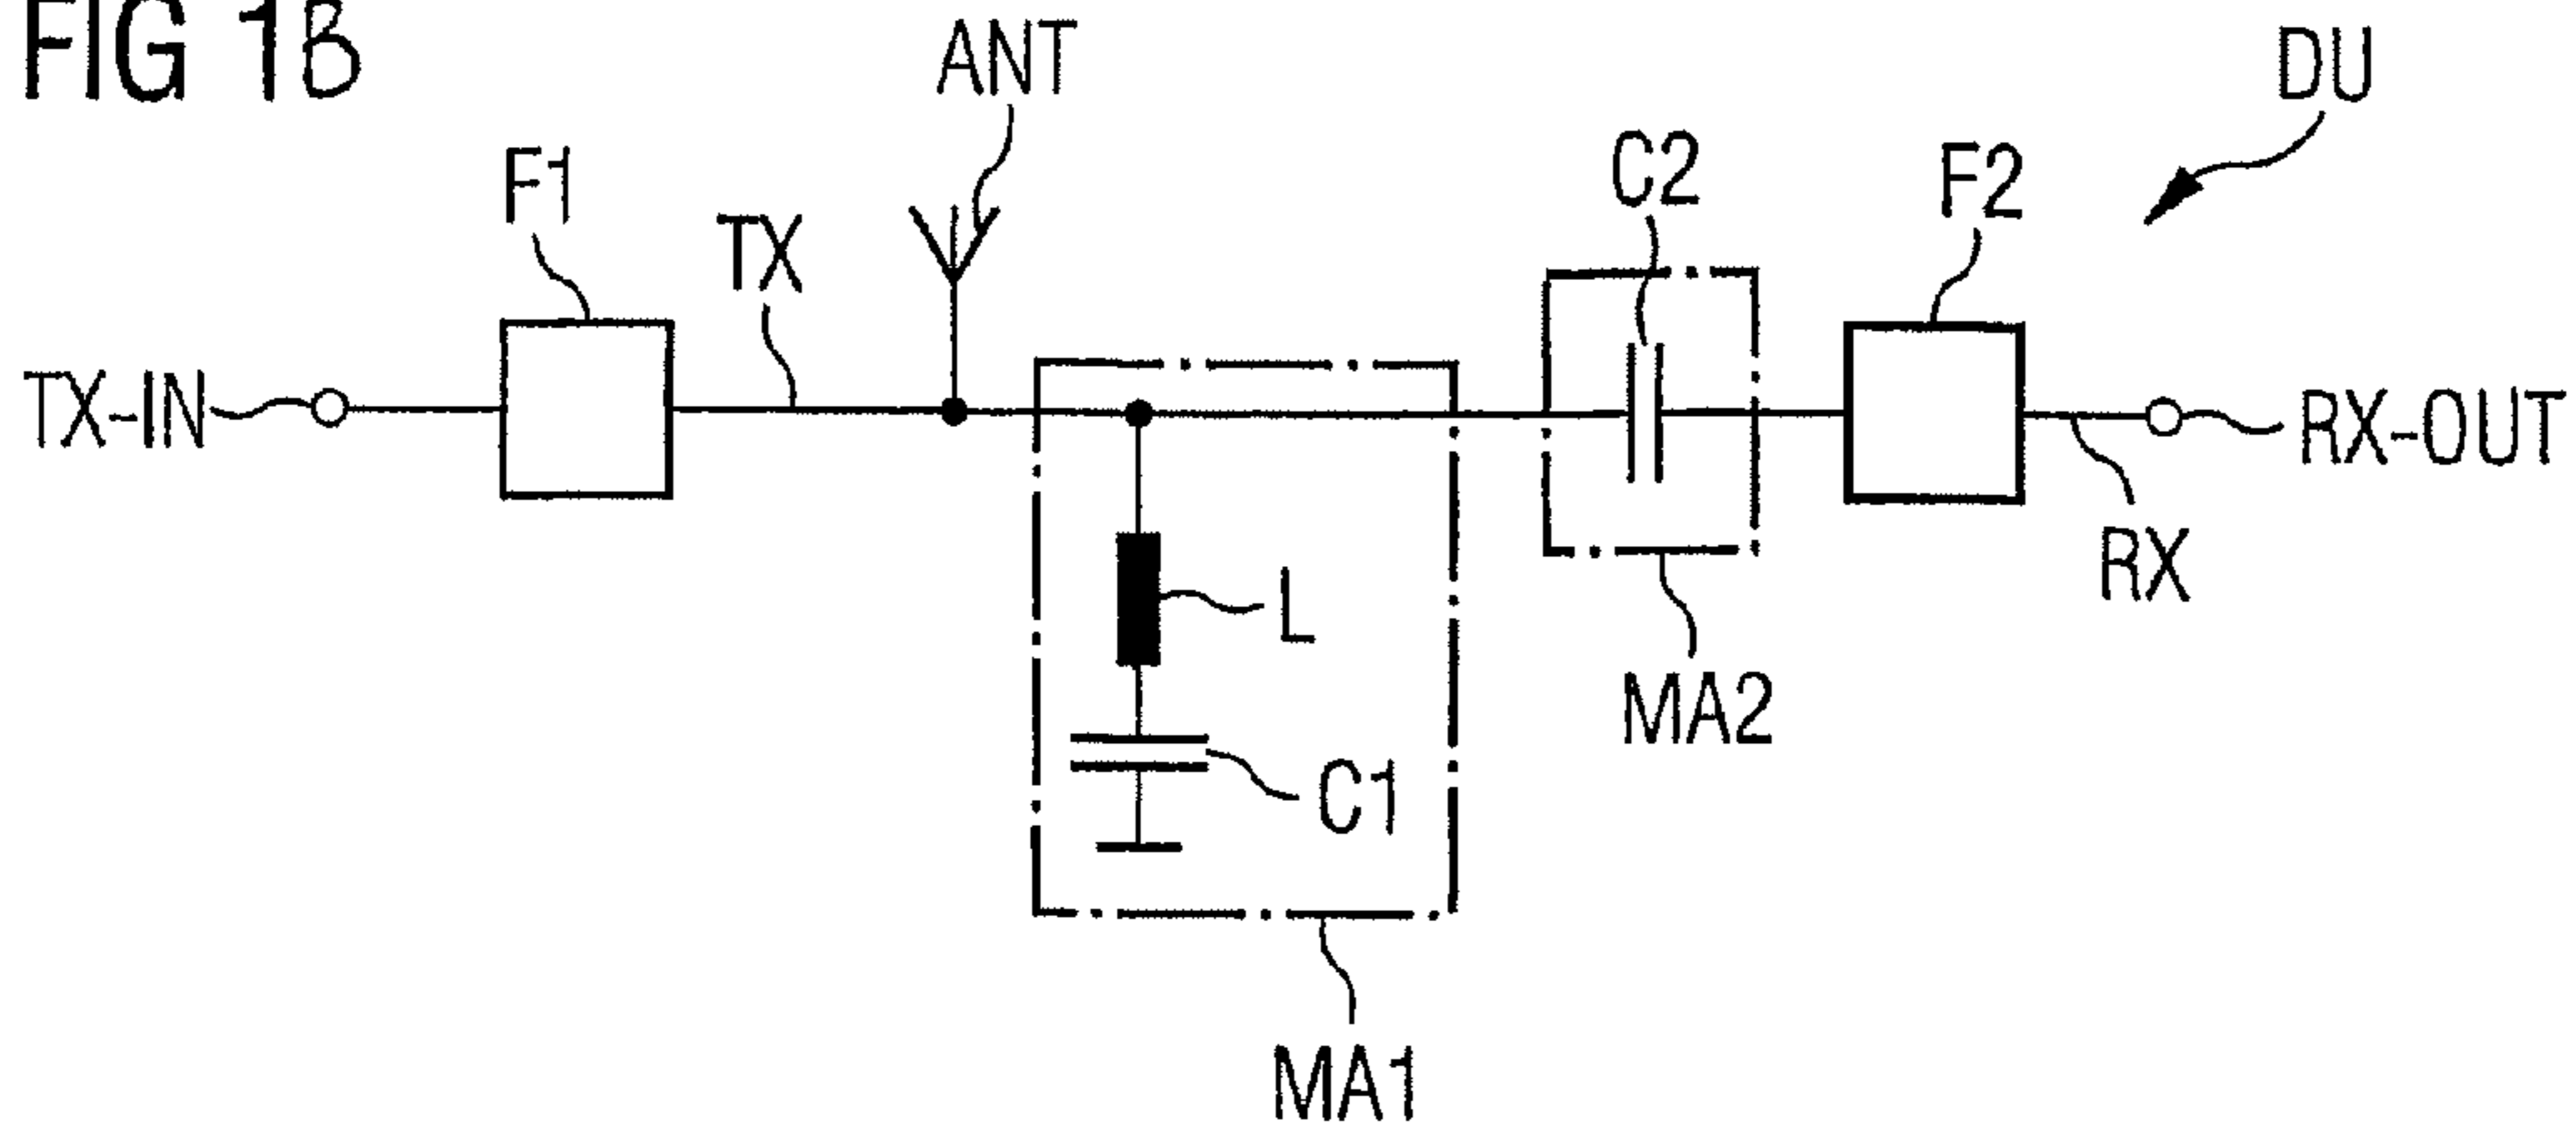 FIG 1B
ANT
DU
F1
C2
F2
TX
TX-IN
RX-OUT
RX
L
MA2
C1
MA1